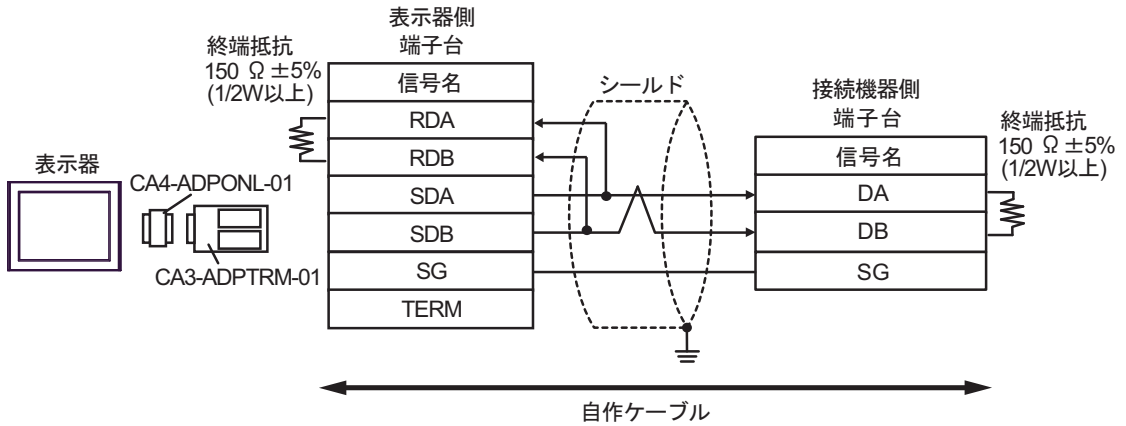 表示器
CA4-ADPONL-01
CA3-ADPTRM-01
終端抵抗
150 Ω ±5%
(1/2W以上)
表示器側
端子台
信号名
RDA
RDB
SDA
SDB
SG
TERM
シールド
接続機器側
端子台
信号名
DA
DB
SG
終端抵抗
150 Ω ±5%
(1/2W以上)
自作ケーブル